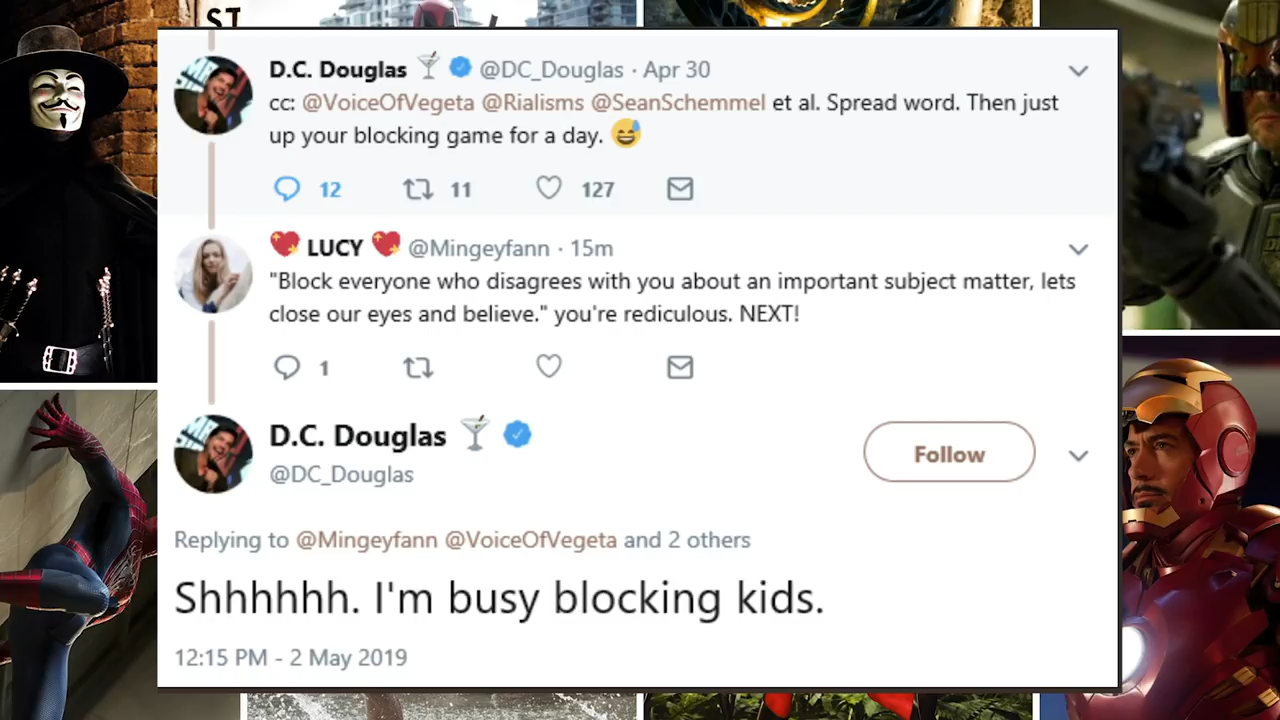 ST
D.C. Douglas 🍸 @DC_Douglas · Apr 30
cc: @VoiceOfVegeta @Rialisms @SeanSchemmel et al. Spread word. Then just
up your blocking game for a day. 😅
12 11 127
💖 LUCY 💖 @Mingeyfann · 15m
"Block everyone who disagrees with you about an important subject matter, lets
close our eyes and believe." you're rediculous. NEXT!
1
D.C. Douglas 🍸
@DC_Douglas
Follow
Replying to @Mingeyfann @VoiceOfVegeta and 2 others
Shhhhhh. I'm busy blocking kids.
12:15 PM - 2 May 2019